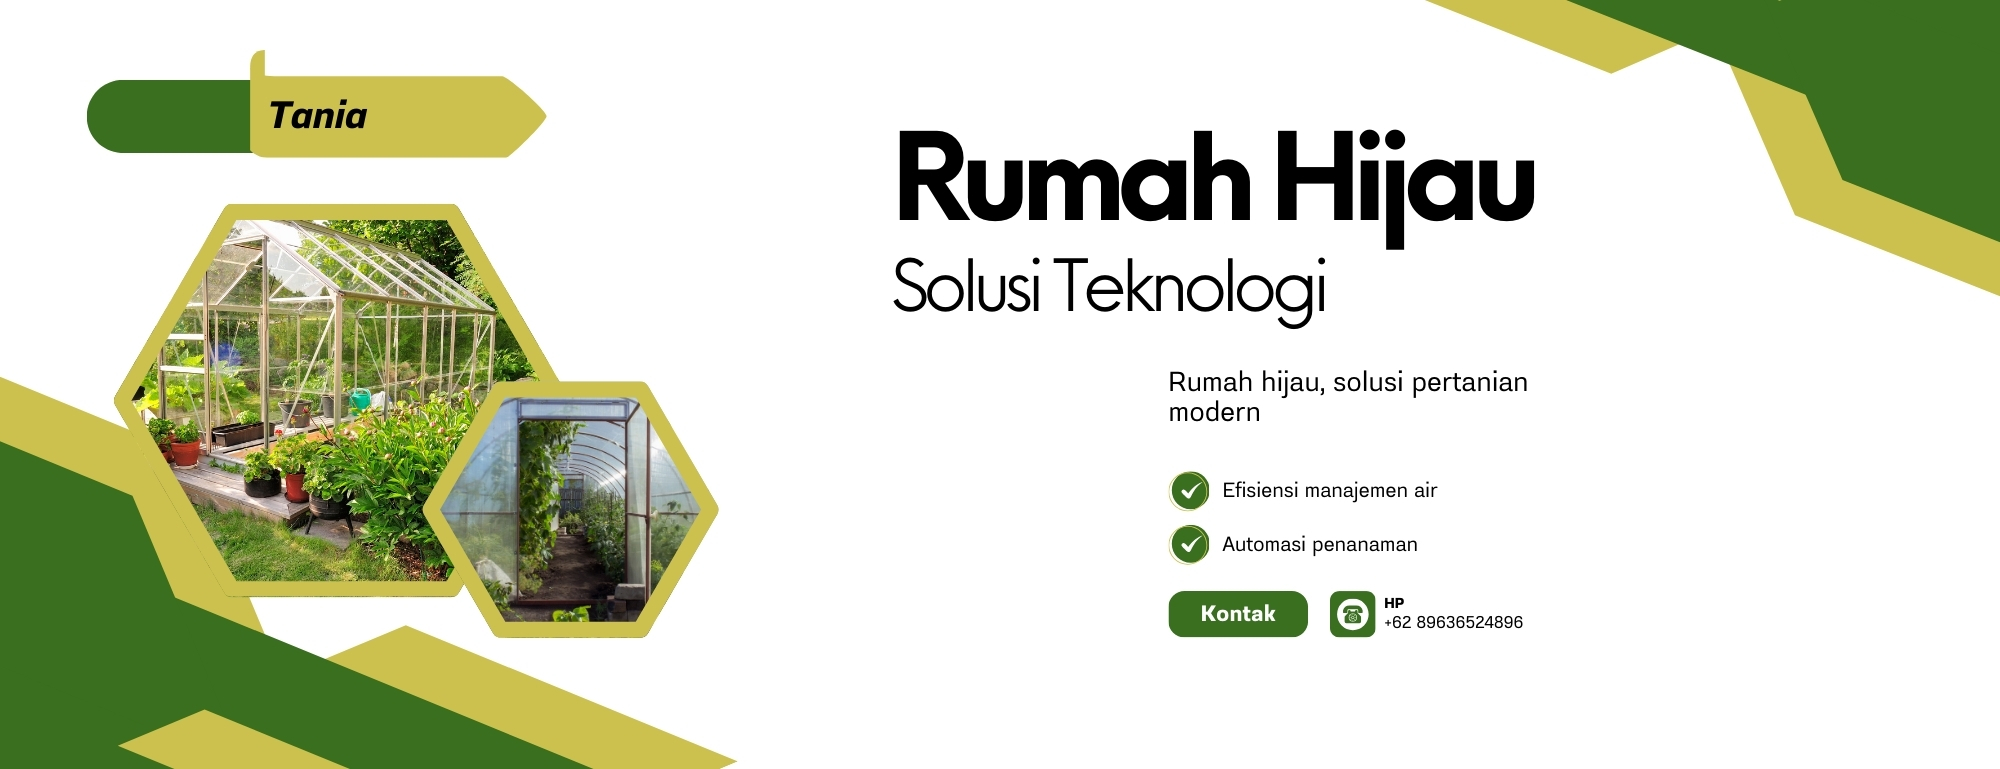 Tania
Rumah Hijau
Solusi Teknologi
Rumah hijau, solusi pertanian
modern
Efisiensi manajemen air
Automasi penanaman
Kontak
HP
+62 89636524896